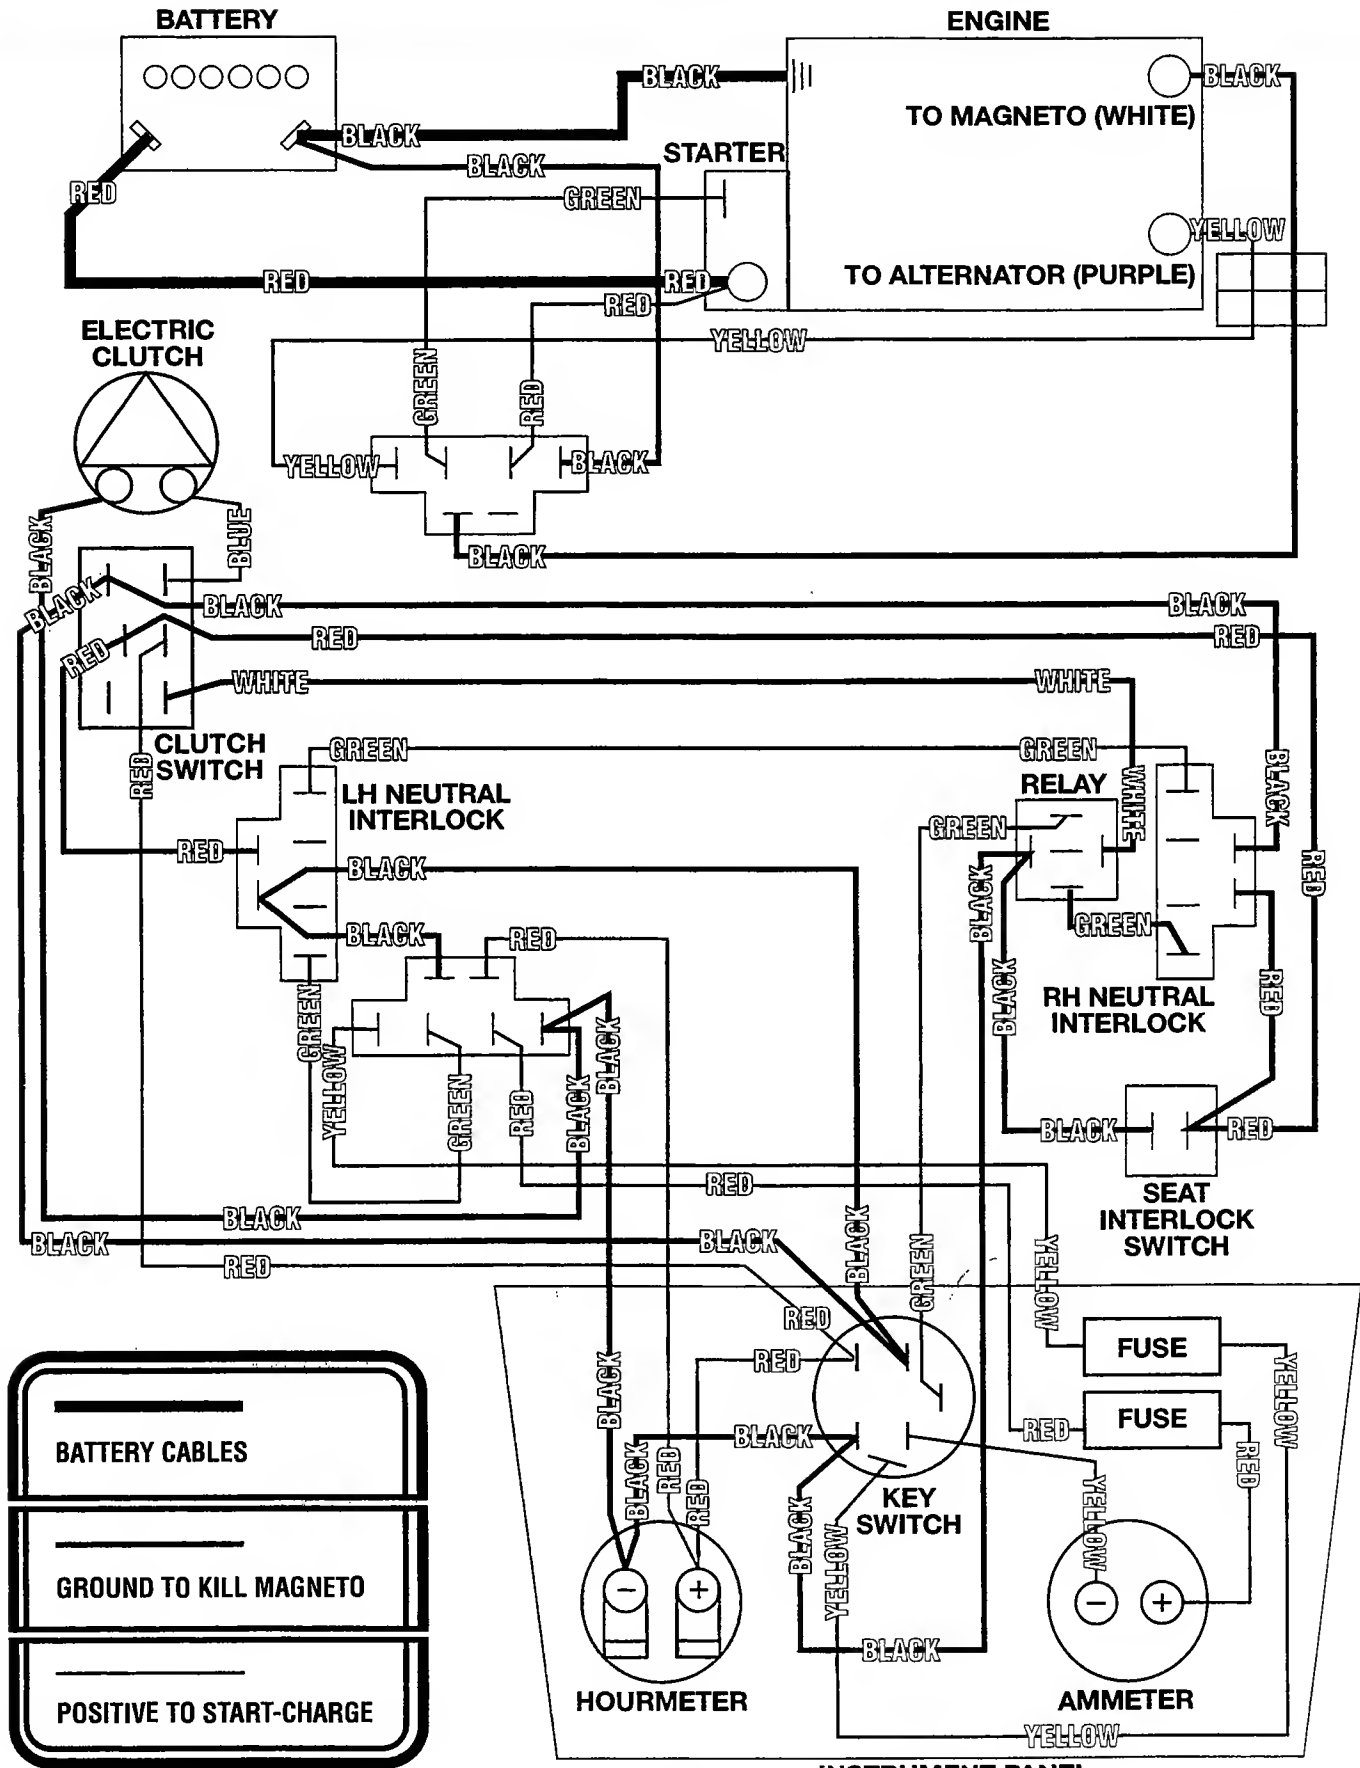 BATTERY
ENGINE
BLACK
BLACK
TO MAGNETO (WHITE)
BLACK
STARTER
BLACK
RED
GREEN
YELLOW
TO ALTERNATOR (PURPLE)
RED
RED
RED
ELECTRIC
CLUTCH
YELLOW
GREEN
RED
YELLOW
BLACK
BLACK
BLUE
BLACK
BLACK
BLACK
BLACK
RED
RED
RED
WHITE
WHITE
CLUTCH
SWITCH
RED
GREEN
GREEN
LH NEUTRAL
INTERLOCK
RELAY
WHITE
BLACK
GREEN
RED
BLACK
RED
BLACK
BLACK
RED
GREEN
BLACK
RED
RH NEUTRAL
INTERLOCK
GREEN
YELLOW
GREEN
RED
BLACK
BLACK
BLACK
RED
SEAT
INTERLOCK
SWITCH
RED
BLACK
BLACK
BLACK
BLACK
GREEN
YELLOW
RED
RED
RED
FUSE
YELLOW
BLACK
FUSE
RED
BLACK
RED
BLACK
RED
RED
KEY
SWITCH
BLACK
YELLOW
YELLOW
BATTERY CABLES
GROUND TO KILL MAGNETO
POSITIVE TO START-CHARGE
−
+
−
+
BLACK
HOURMETER
AMMETER
YELLOW